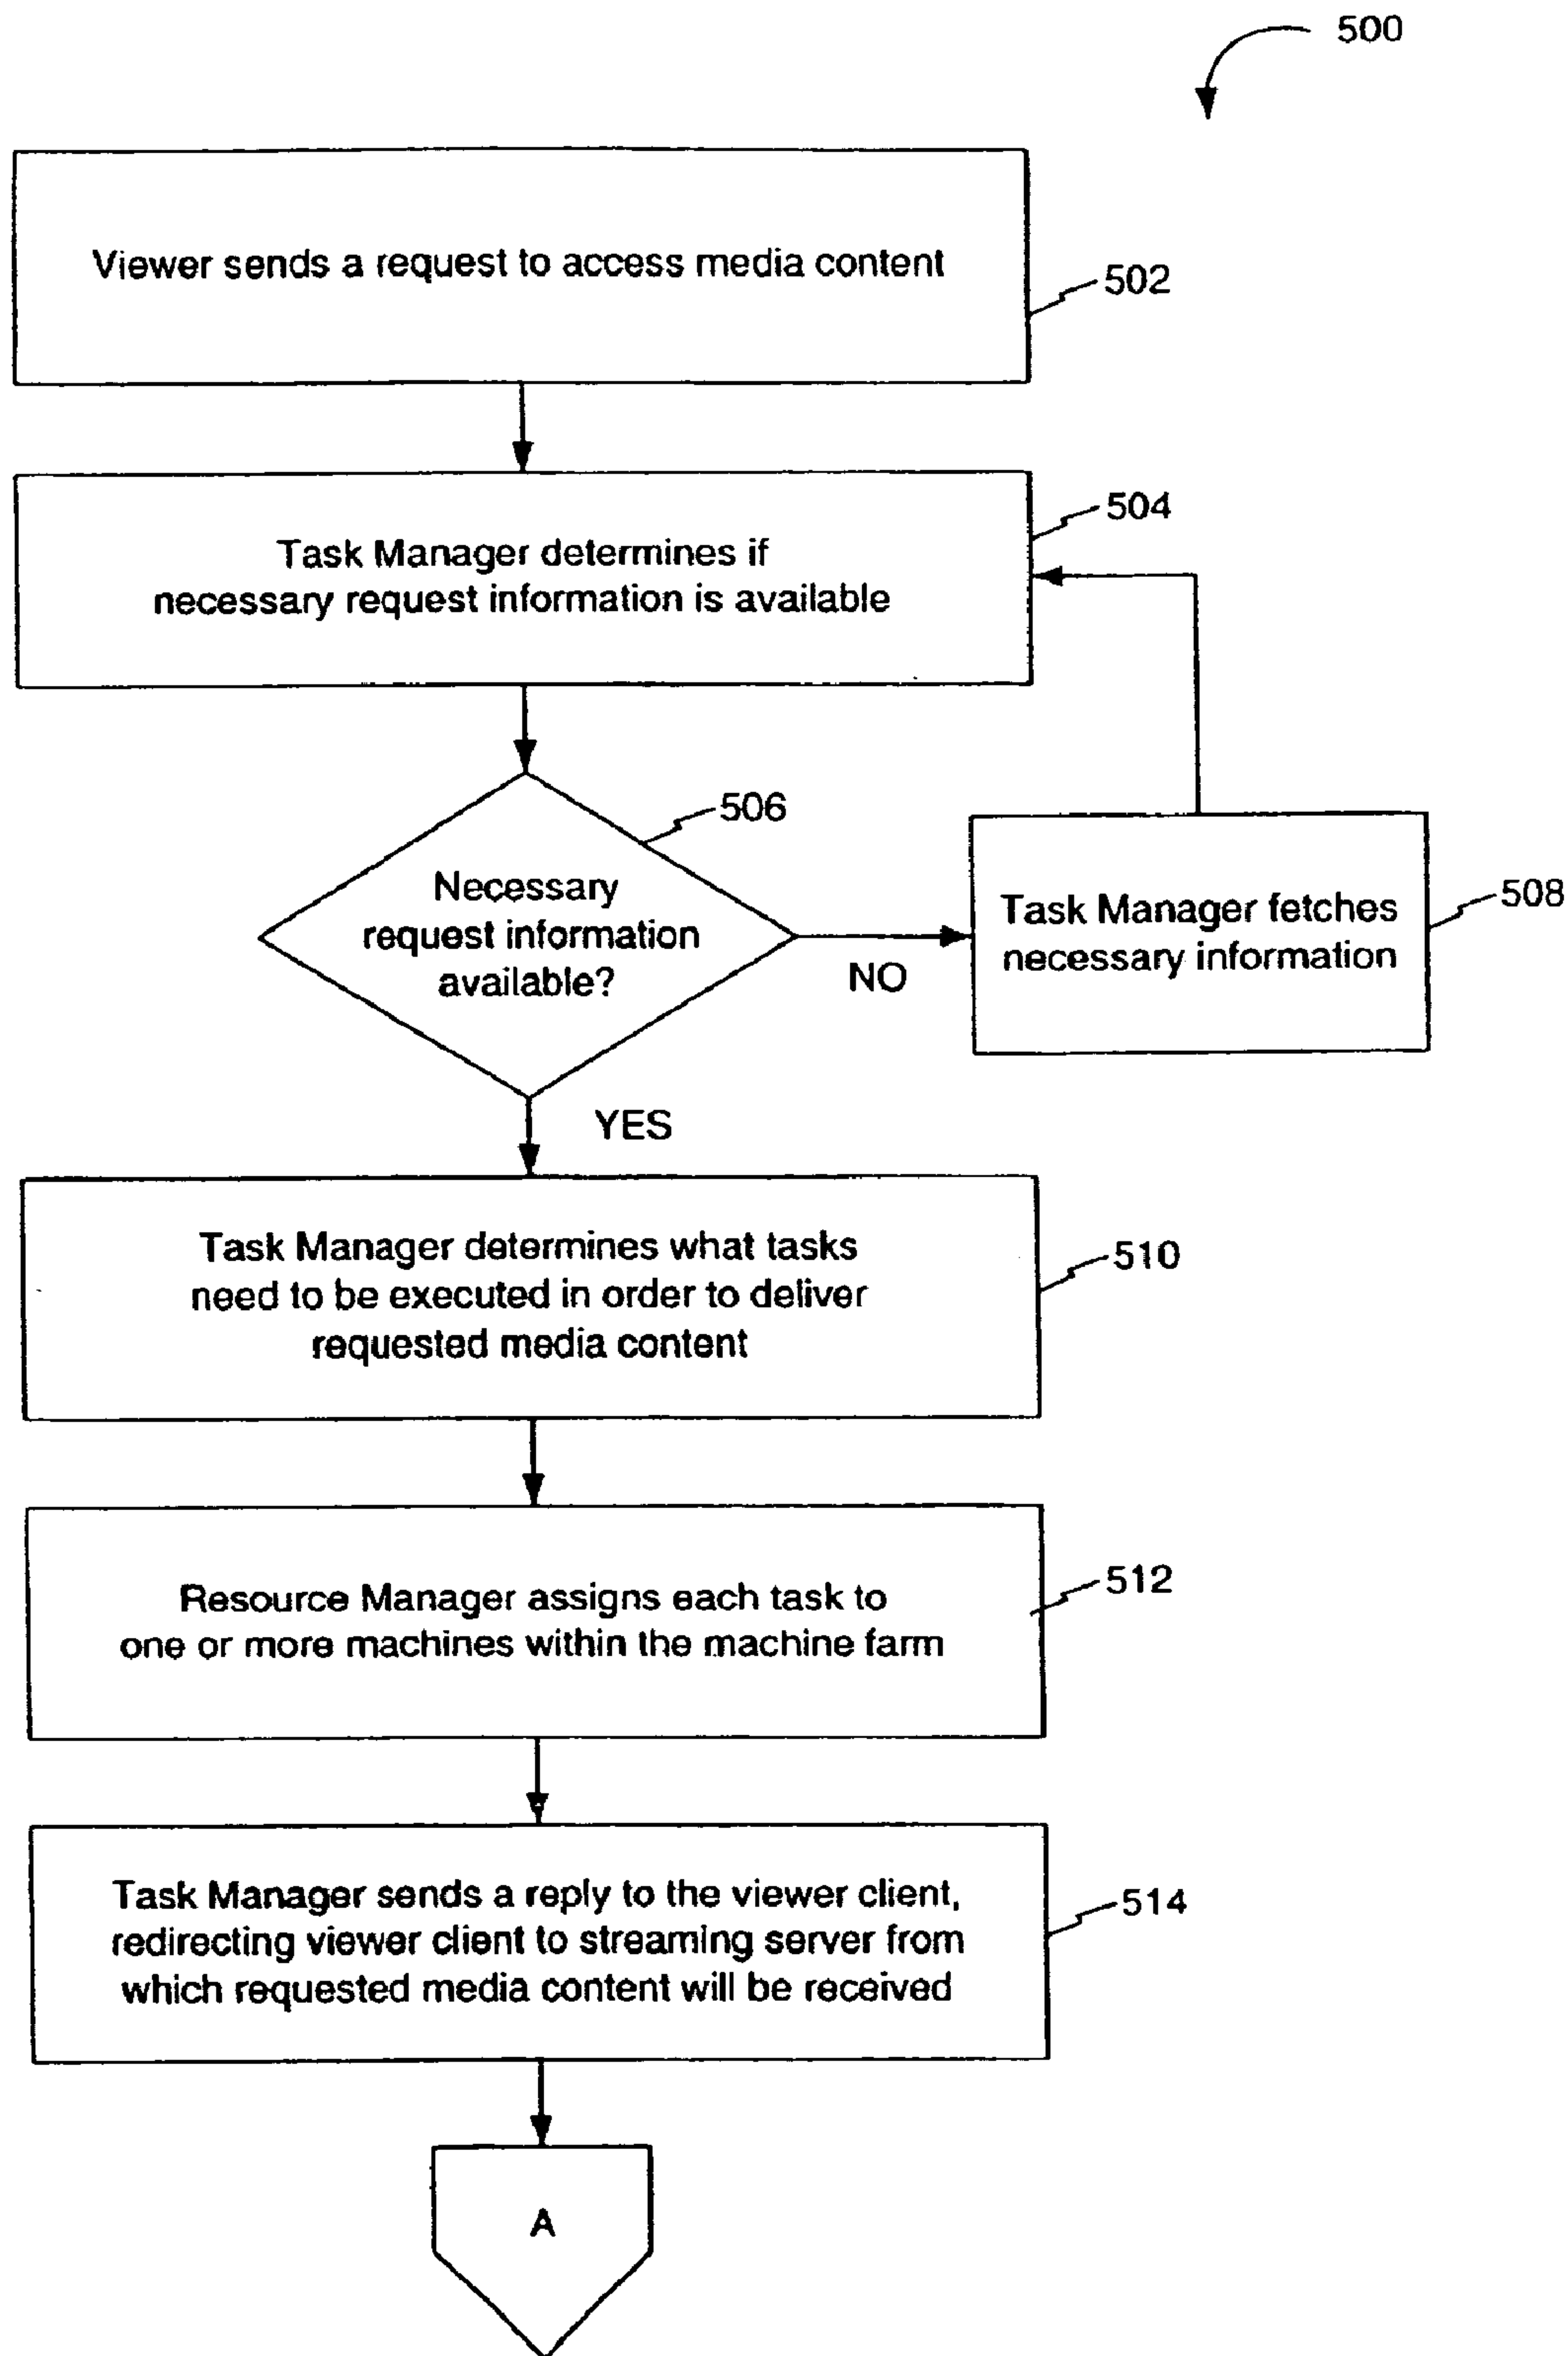 500
Viewer sends a request to access media content
502
504
Task Manager determines if
necessary request information is available
506
Necessary
request information
available?
NO
508
Task Manager fetches
necessary information
YES
Task Manager determines what tasks
need to be executed in order to deliver
requested media content
510
Resource Manager assigns each task to
one or more machines within the machine farm
512
Task Manager sends a reply to the viewer client,
redirecting viewer client to streaming server from
which requested media content will be received
514
A